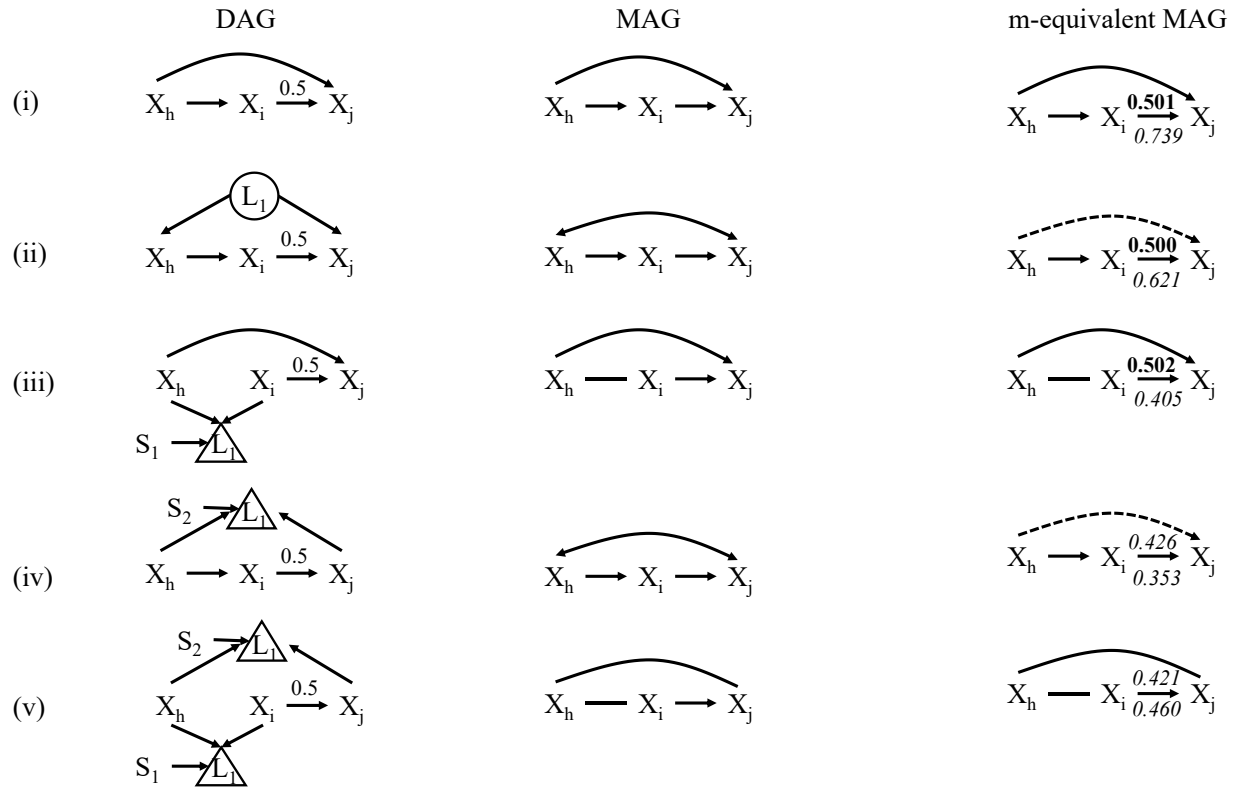 DAG MAG m-equivalent MAG
(i) X_h X_i 0.5 X_j X_h X_i X_j X_h X_i 0.501 0.739 X_j
L_1
(ii) X_h X_i 0.5 X_j X_h X_i X_j X_h X_i 0.500 0.621 X_j
(iii) X_h X_i 0.5 X_j X_h X_i X_j X_h X_i 0.502 0.405 X_j
S_1 L_1
S_2 L_1
(iv) X_h X_i 0.5 X_j X_h X_i X_j X_h X_i 0.426 0.353 X_j
S_2 L_1
(v) X_h X_i 0.5 X_j X_h X_i X_j X_h X_i 0.421 0.460 X_j
S_1 L_1